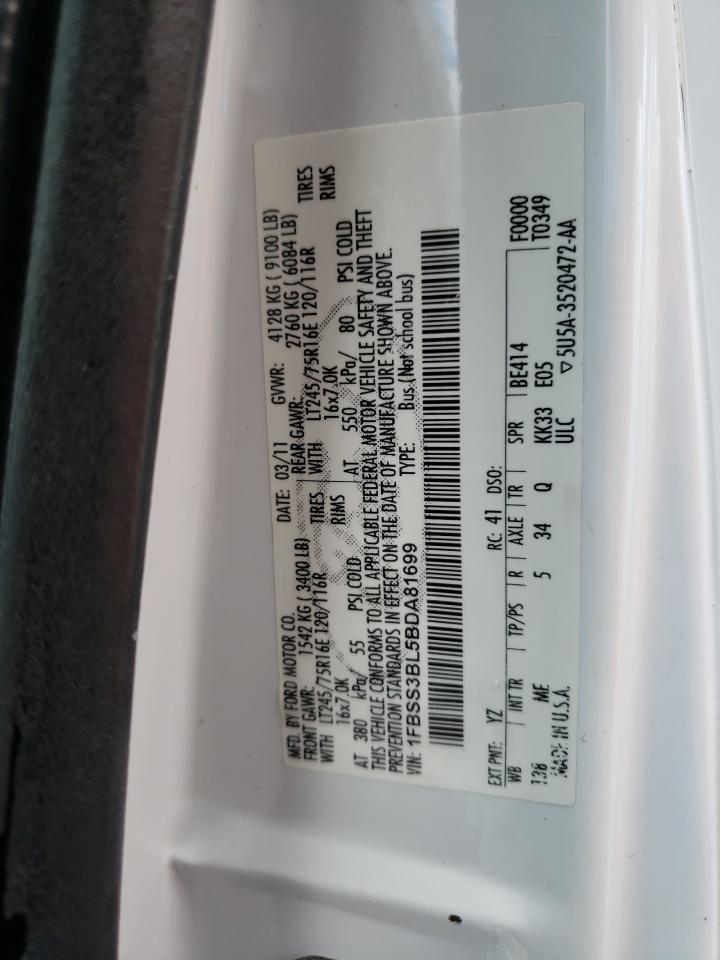 MFD. BY FORD MOTOR CO. DATE: 03/11 GVWR: 4128 KG ( 9100 LB)
FRONT GAWR: 1542 KG ( 3400 LB) REAR GAWR: 2760 KG ( 6084 LB)
WITH LT245/75R16E 120/116R TIRES WITH LT245/75R16E 120/116R TIRES
16x7.0K RIMS 16x7.0K RIMS
AT 380 kPa/ 55 PSI COLD AT 550 kPa/ 80 PSI COLD
THIS VEHICLE CONFORMS TO ALL APPLICABLE FEDERAL MOTOR VEHICLE SAFETY AND THEFT
PREVENTION STANDARDS IN EFFECT ON THE DATE OF MANUFACTURE SHOWN ABOVE.
VIN: 1FBSS3BL5BDA81699 TYPE: Bus (Not school bus)
EXT PNT: YZ RC: 41 DSO:
WB INT TR TP/PS R AXLE TR SPR BE414 F0000
138 ME 5 34 Q KK33 E05 T0349
MADE IN U.S.A. ULC ▽5U5A-3520472-AA